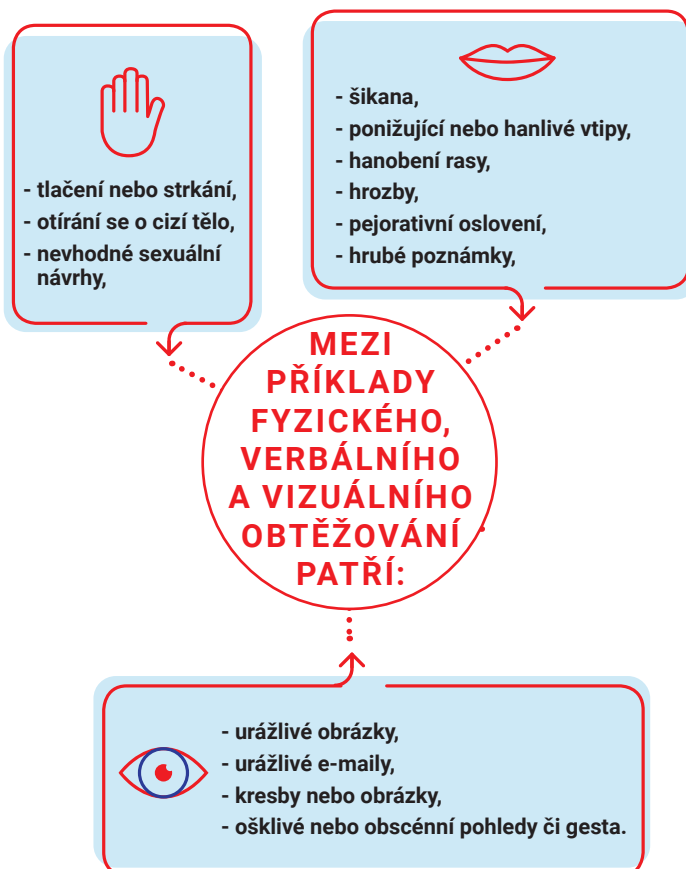 - tlačení nebo strkání,
- otírání se o cizí tělo,
- nevhodné sexuální
návrhy,
- šikana,
- ponižující nebo hanlivé vtipy,
- hanobení rasy,
- hrozby,
- pejorativní oslovení,
- hrubé poznámky,
MEZI
PŘÍKLADY
FYZICKÉHO,
VERBÁLNÍHO
A VIZUÁLNÍHO
OBTĚŽOVÁNÍ
PATŘÍ:
- urážlivé obrázky,
- urážlivé e-maily,
- kresby nebo obrázky,
- ošklivé nebo obscénní pohledy či gesta.